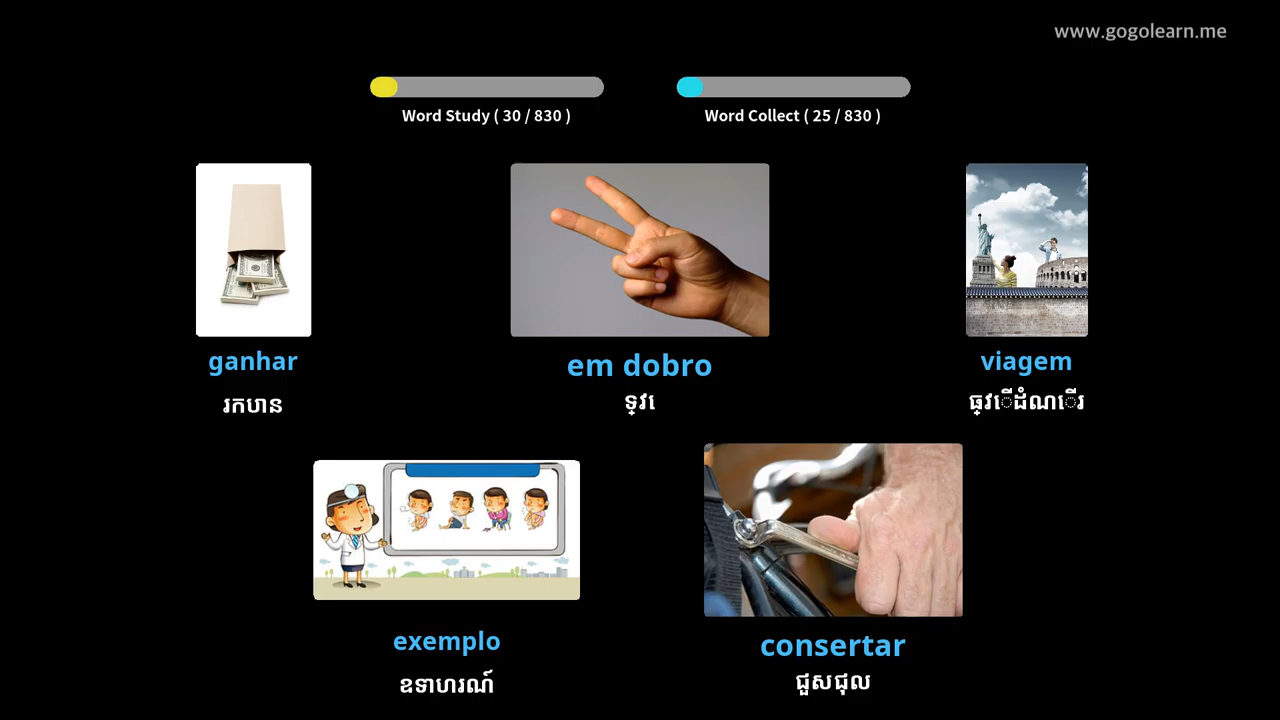 www.gogolearn.me
Word Study ( 30 / 830 )
Word Collect ( 25 / 830 )
ganhar
រកបាន
em dobro
ទ្វេ
viagem
ធ្វើដំណើរ
exemplo
ឧទាហរណ៍
consertar
ជួសជុល